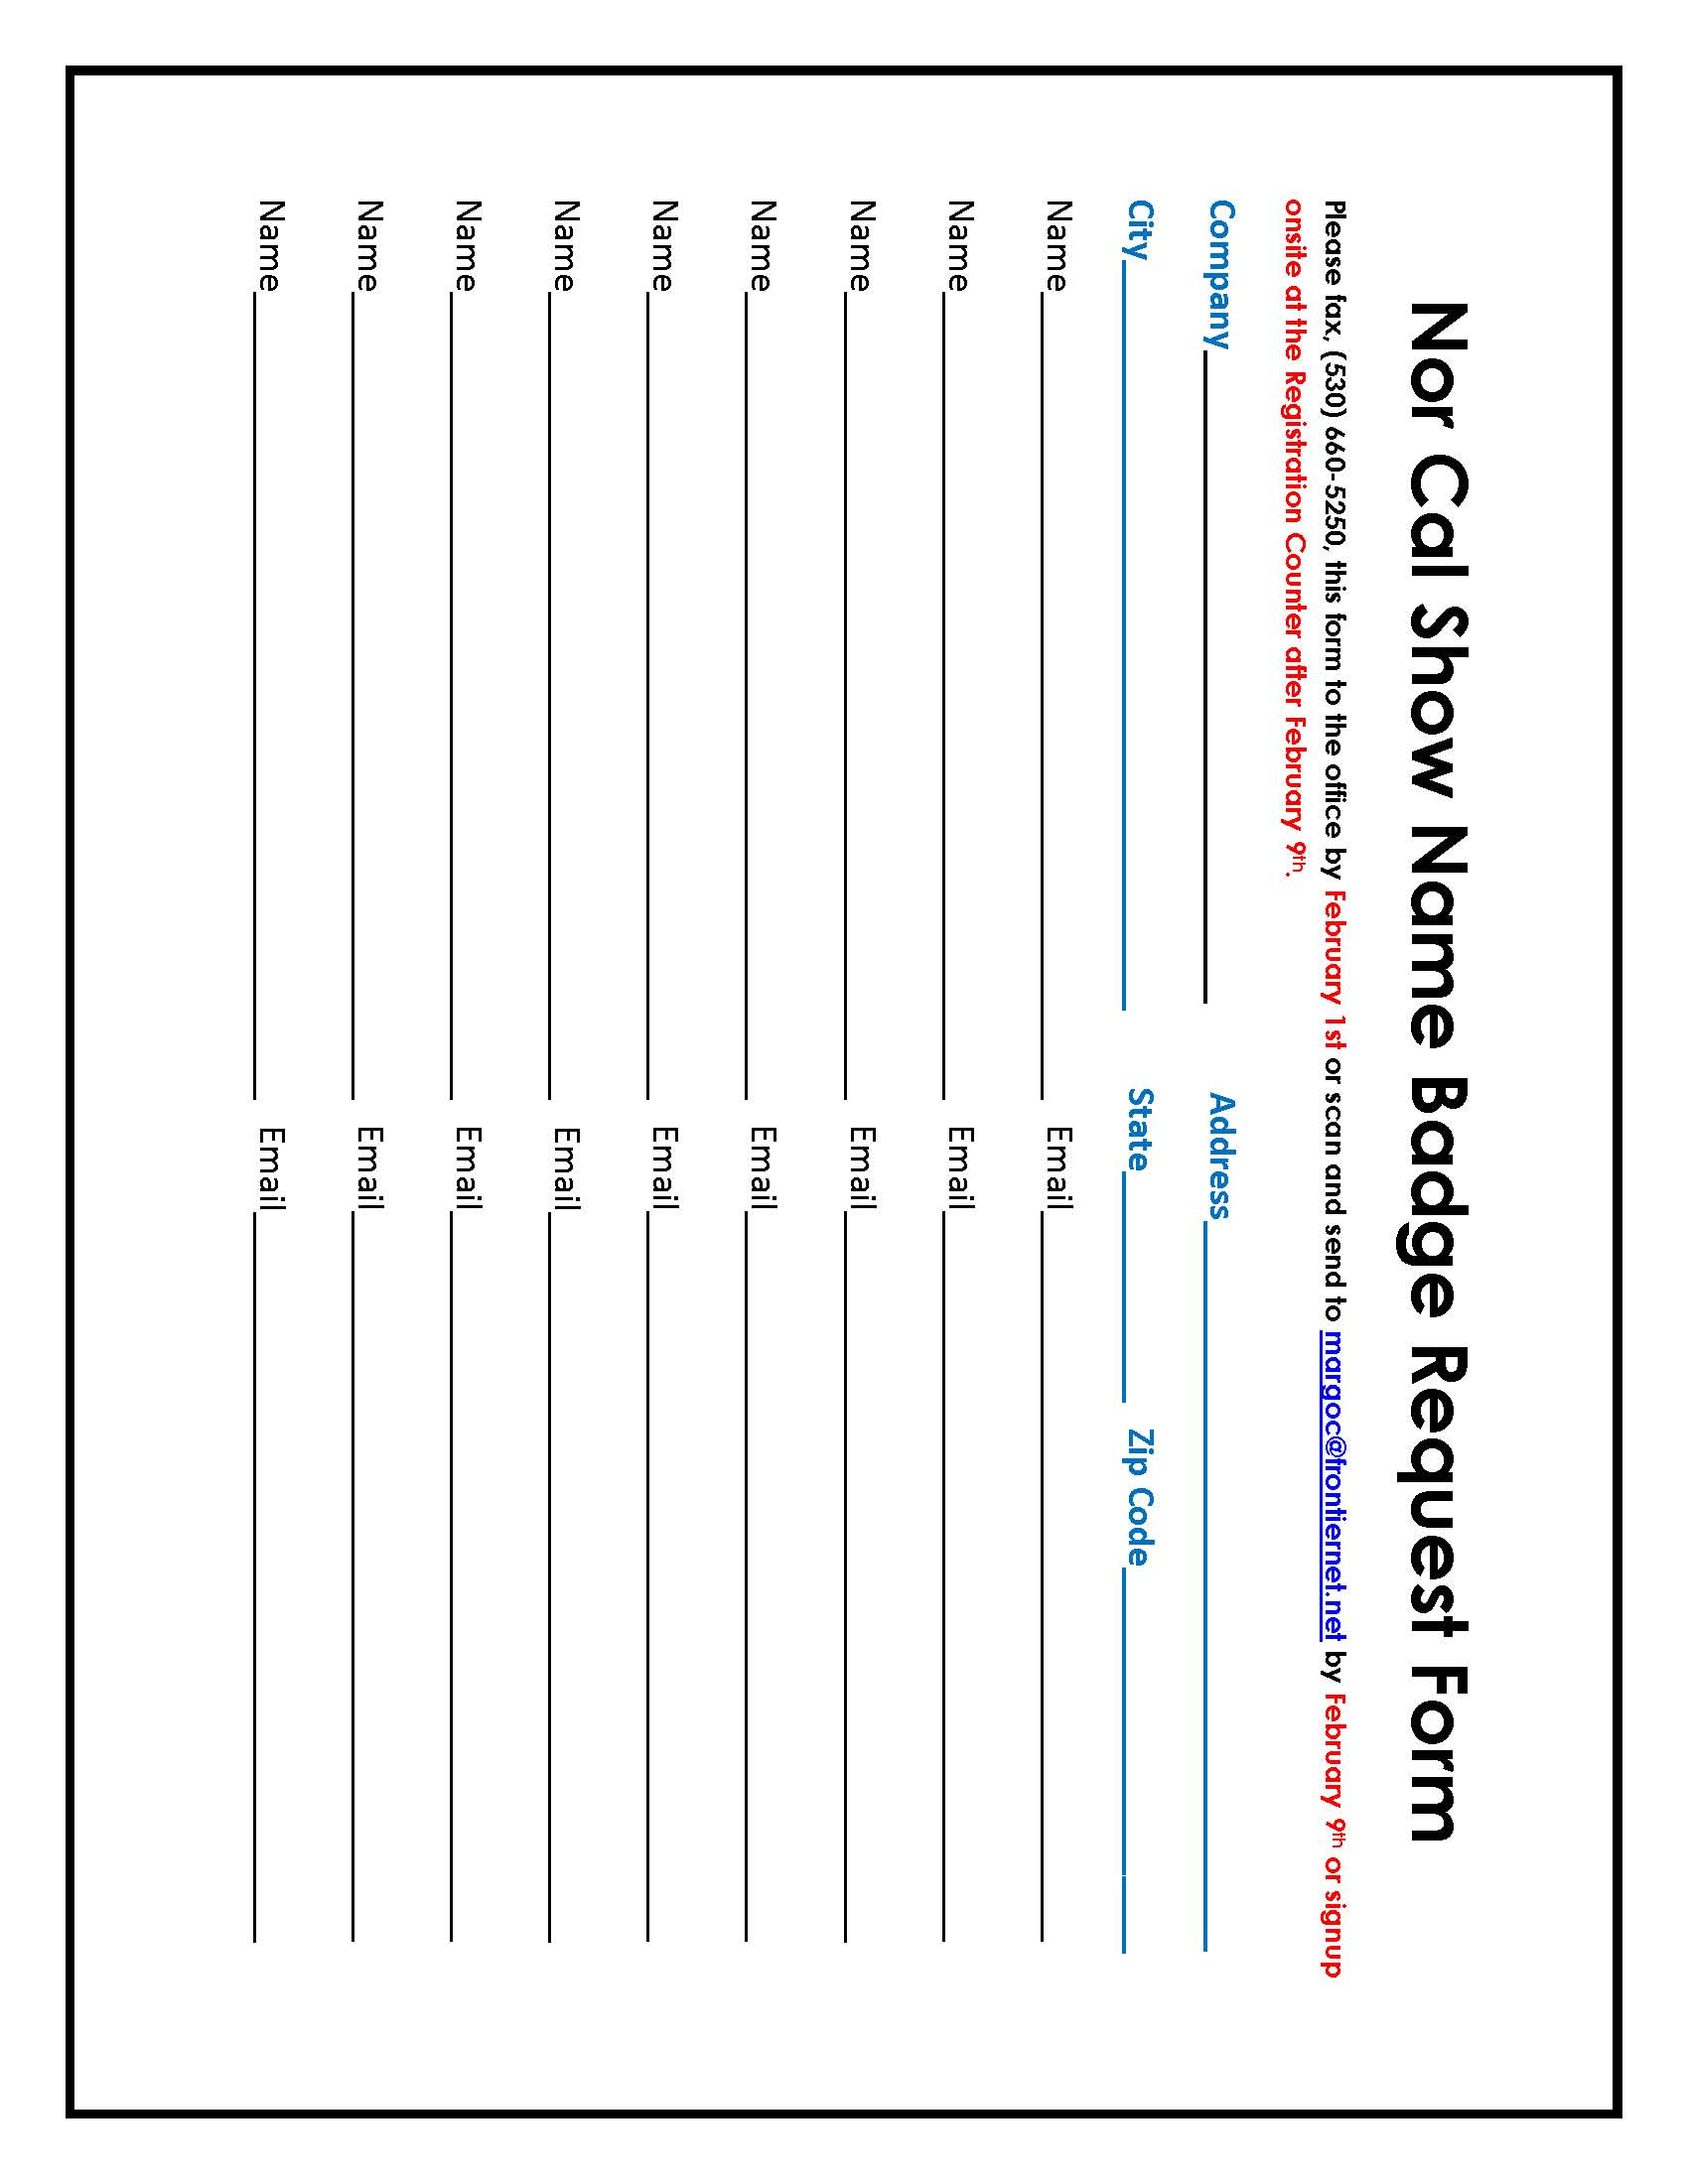 Nor Cal Show Name Badge Request Form
Please fax, (530) 660-5250, this form to the office by February 1st or scan and send to margoc@frontiernet.net by February 9th or signup
onsite at the Registration Counter after February 9th.
Company Address
City State Zip Code
Name Email
Name Email
Name Email
Name Email
Name Email
Name Email
Name Email
Name Email
Name Email